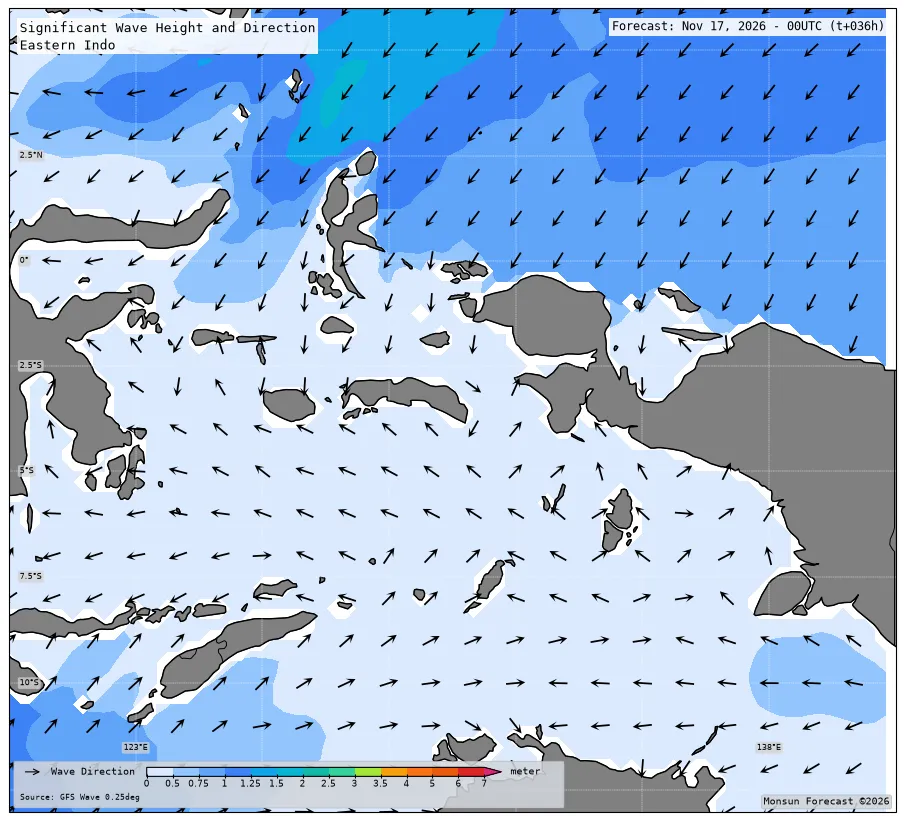 Significant Wave Height and Direction
Eastern Indo
Forecast: Nov 17, 2026 - 00UTC (t+036h)
2.5°N
0°
2.5°S
5°S
7.5°S
10°S
123°E
138°E
Wave Direction
meter
0 0.5 0.75 1 1.25 1.5 2 2.5 3 3.5 4 5 6 7
Source: GFS Wave 0.25deg
Monsun Forecast ©2026